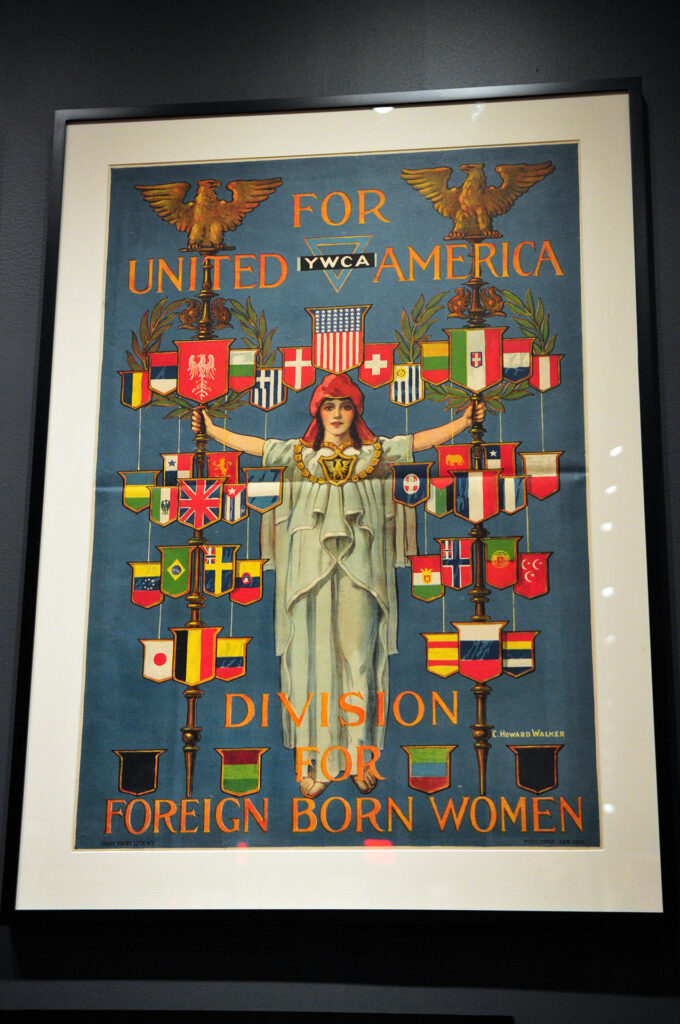 FOR
UNITED YWCA AMERICA
DIVISION
C. HOWARD WALKER
FOR
FOREIGN BORN WOMEN